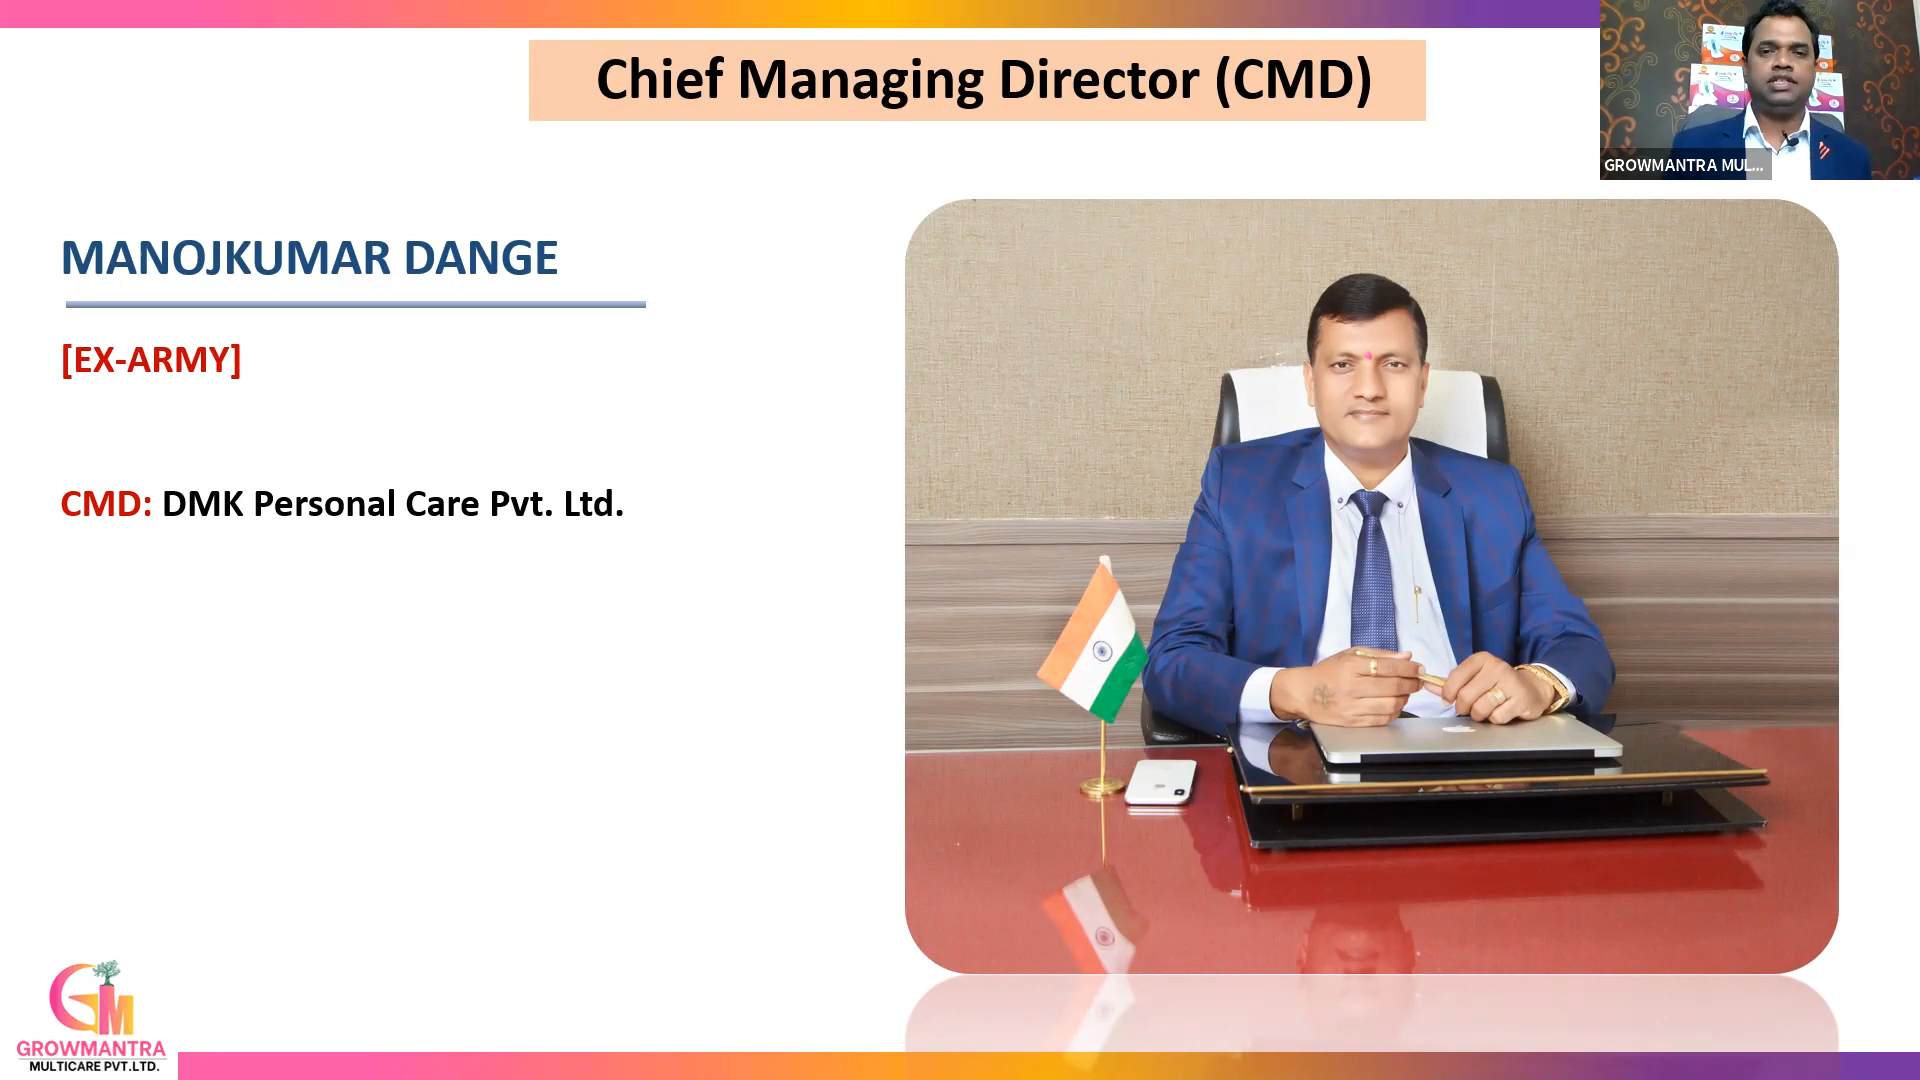 Chief Managing Director (CMD)
GROWMANTRA MUL...
MANOJKUMAR DANGE
[EX-ARMY]
CMD: DMK Personal Care Pvt. Ltd.
GM
GROWMANTRA
MULTICARE PVT.LTD.